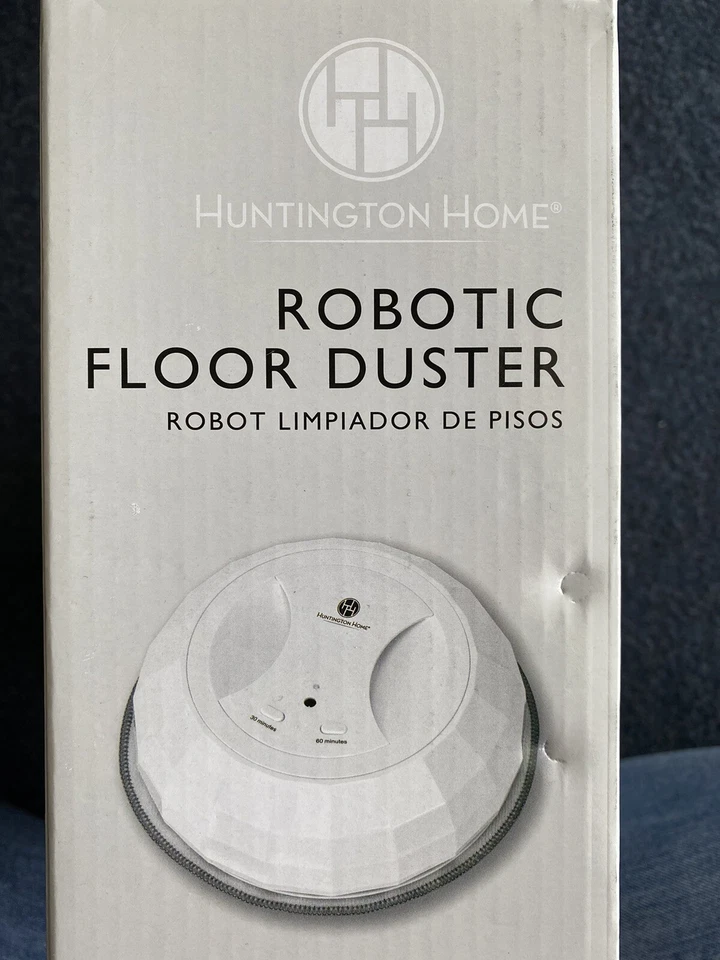 HUNTINGTON HOME®
ROBOTIC
FLOOR DUSTER
ROBOT LIMPIADOR DE PISOS
HUNTINGTON HOME®
30 minutes
60 minutes